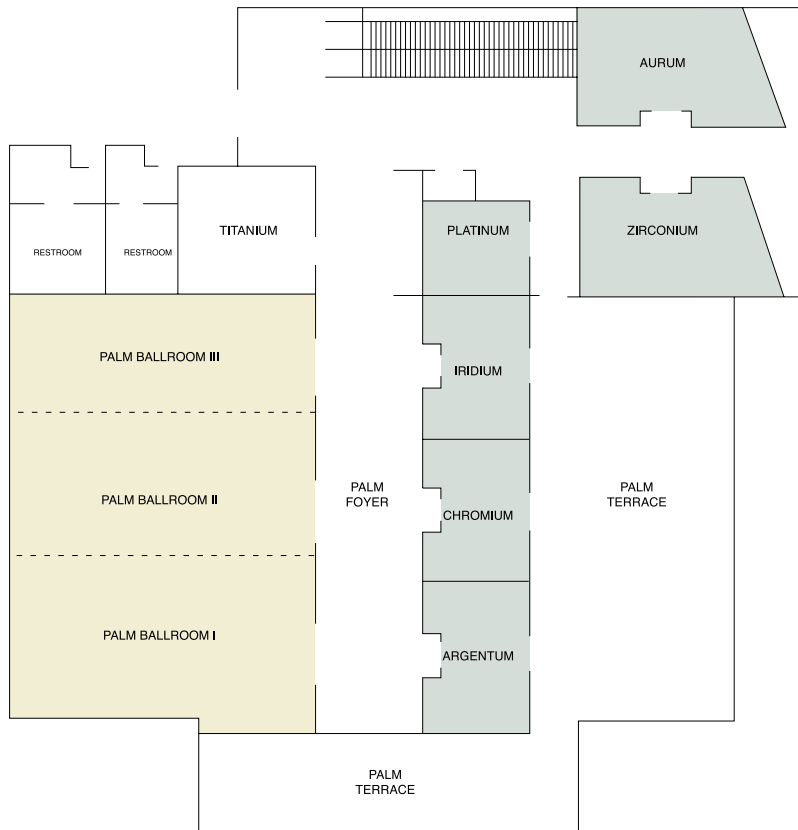 AURUM
TITANIUM
PLATINUM
ZIRCONIUM
RESTROOM
RESTROOM
PALM BALLROOM III
IRIDIUM
PALM BALLROOM II
PALM
FOYER
CHROMIUM
PALM
TERRACE
PALM BALLROOM I
ARGENTUM
PALM
TERRACE